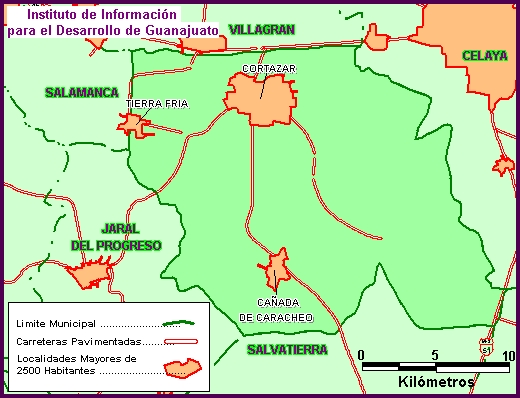 Instituto de Información
para el Desarrollo de Guanajuato
VILLAGRAN
CELAYA
CORTAZAR
SALAMANCA
TIERRA FRIA
JARAL
DEL PROGRESO
CAÑADA
DE CARACHEO
SALVATIERRA
Limite Municipal
Carreteras Pavimentadas
Localidades Mayores de
2500 Habitantes
0 5 10
Kilómetros
51